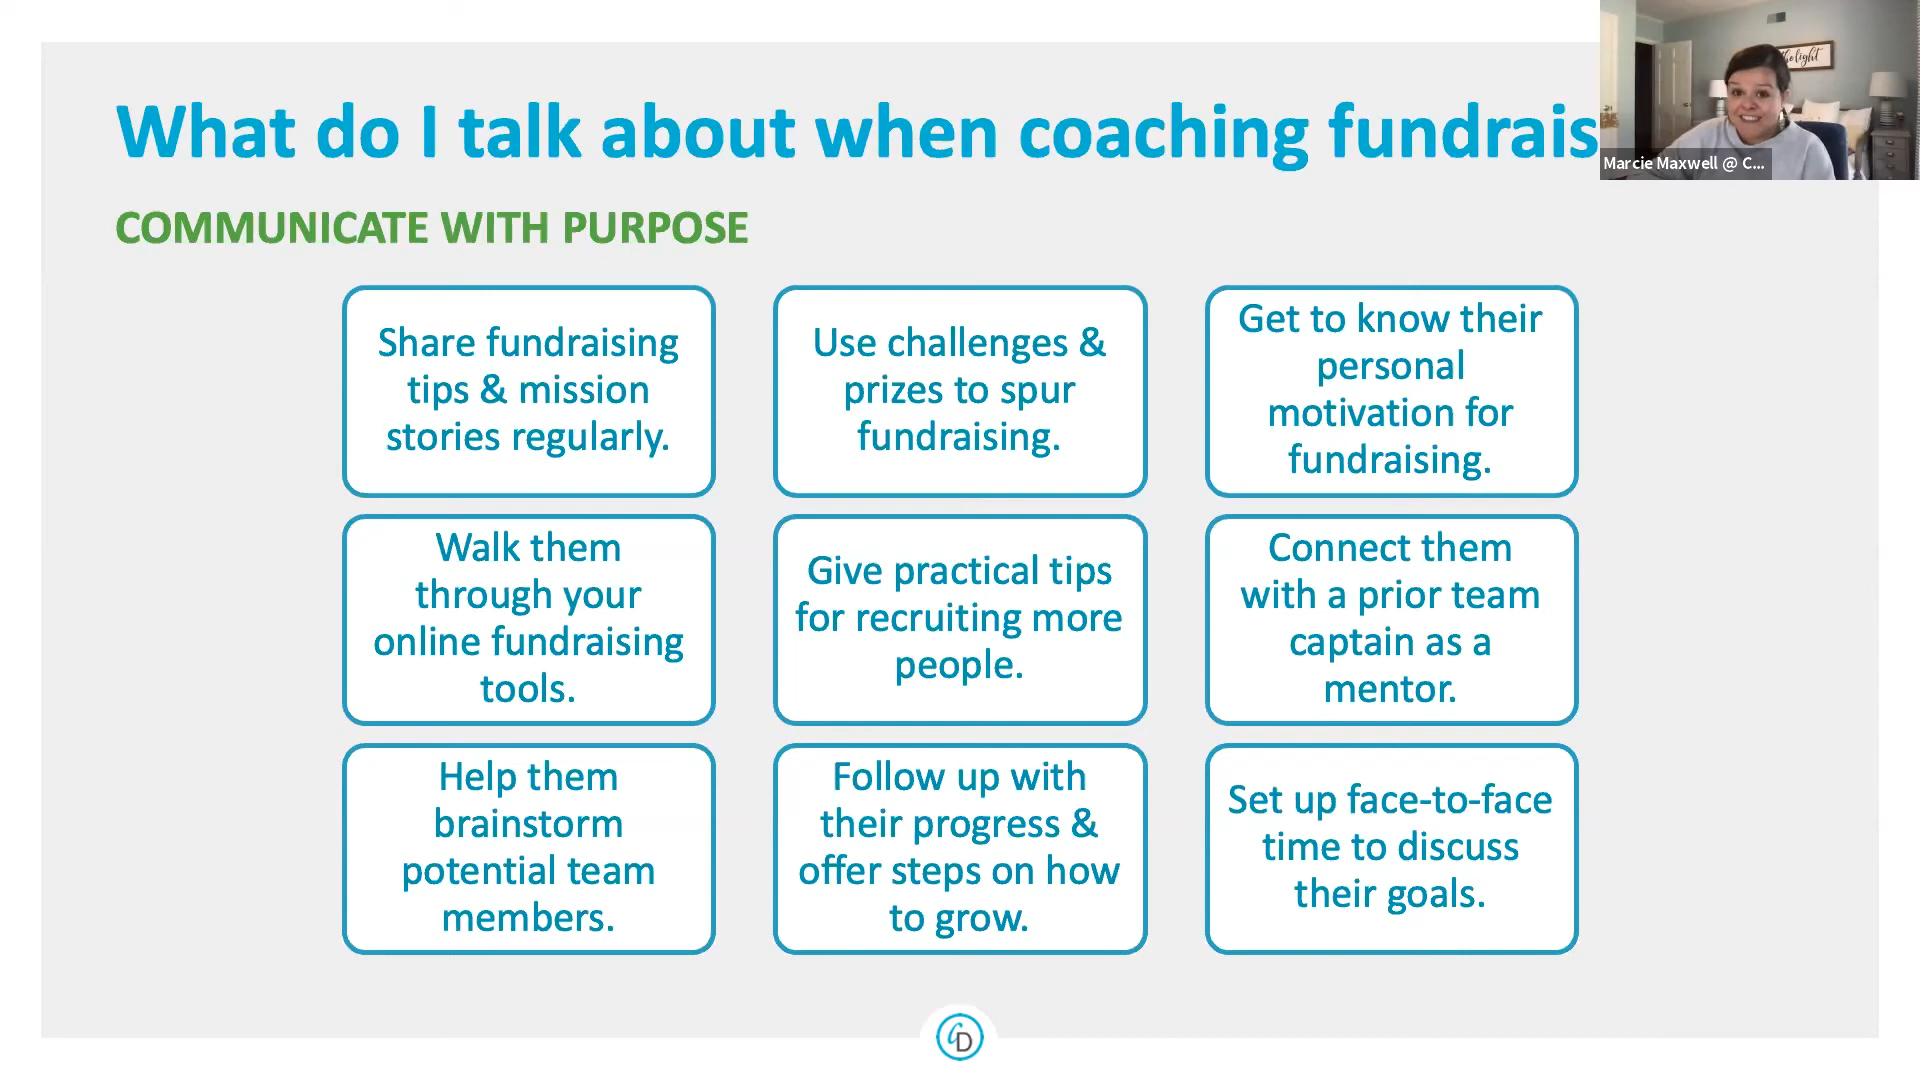 What do I talk about when coaching fundrais
COMMUNICATE WITH PURPOSE
Share fundraising
tips & mission
stories regularly.
Use challenges &
prizes to spur
fundraising.
Get to know their
personal
motivation for
fundraising.
Walk them
through your
online fundraising
tools.
Give practical tips
for recruiting more
people.
Connect them
with a prior team
captain as a
mentor.
Help them
brainstorm
potential team
members.
Follow up with
their progress &
offer steps on how
to grow.
Set up face-to-face
time to discuss
their goals.
light
Marcie Maxwell @ C...
CD